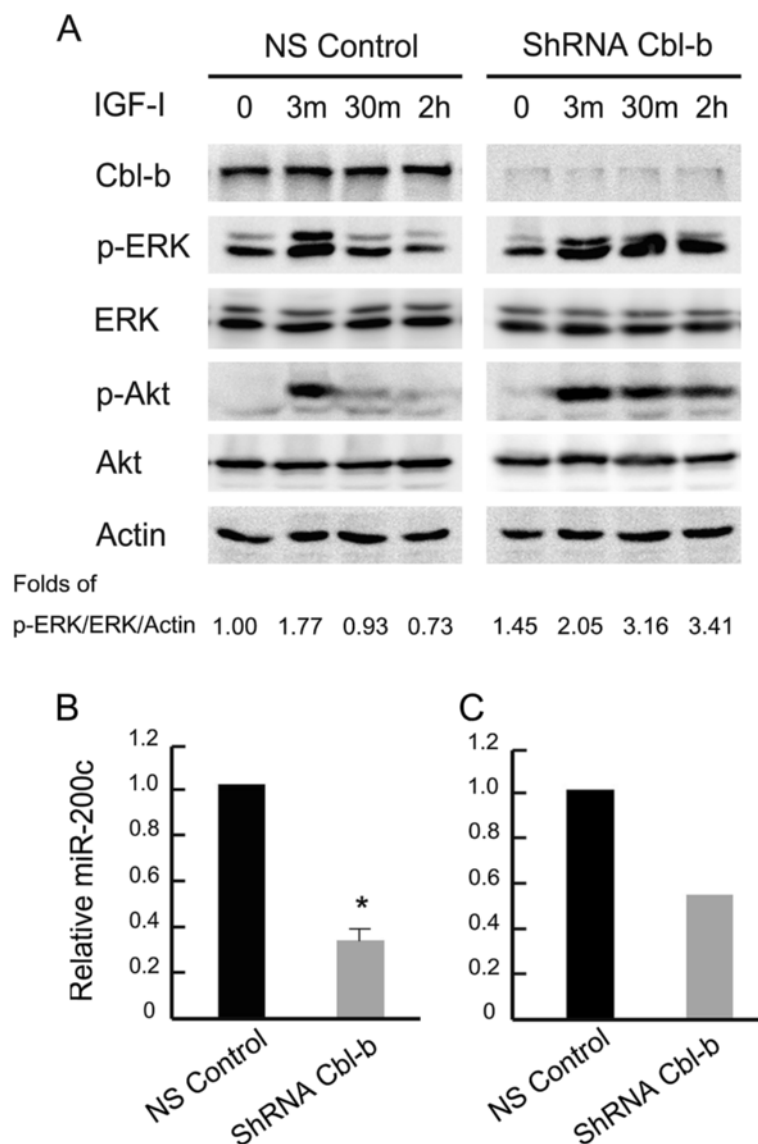 A
NS Control ShRNA Cbl-b
IGF-I 0 3m 30m 2h 0 3m 30m 2h
Cbl-b
p-ERK
ERK
p-Akt
Akt
Actin
Folds of
p-ERK/ERK/Actin 1.00 1.77 0.93 0.73 1.45 2.05 3.16 3.41
B
Relative miR-200c
1.2
1.0
0.8
0.6
0.4
0.2
0
*
NS Control
ShRNA Cbl-b
C
1.2
1.0
0.8
0.6
0.4
0.2
0
NS Control
ShRNA Cbl-b